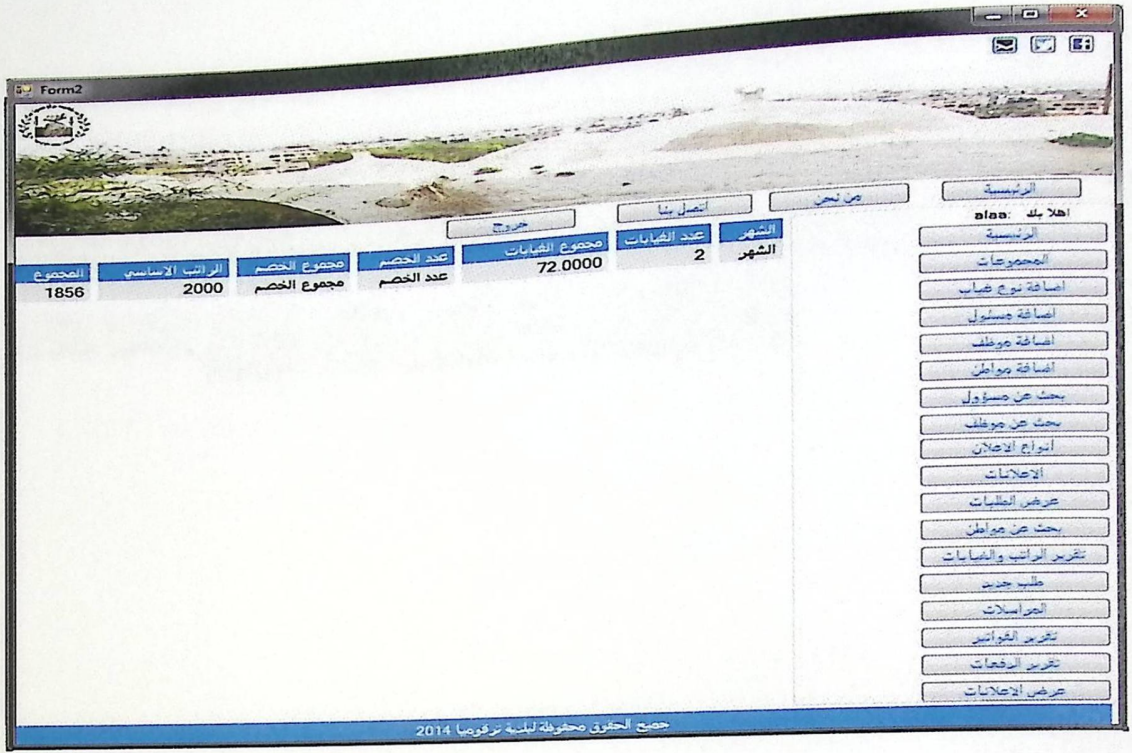 Form2
الرئيسية
من نحن
اتصل بنا
خروج
اهلا بك :alaa
الرئيسية
المجموعات
اضافة نوع غياب
اضافة مسئول
اضافة موظف
اضافة مواطن
بحث عن مسؤول
بحث عن موظف
أنواع الاعلان
الاعلانات
عرض الطلبات
بحث عن مواطن
تقرير الراتب والغيابات
طلب جديد
المراسلات
تقرير الفواتير
تقرير الدفعات
عرض الاعلانات
الشهر عدد الغيابات مجموع الغيابات عدد الخصم مجموع الخصم الراتب الاساسي المجموع
الشهر 2 72.0000 عدد الخصم مجموع الخصم 2000 1856
جميع الحقوق محفوظة لبلدية ترقوميا 2014